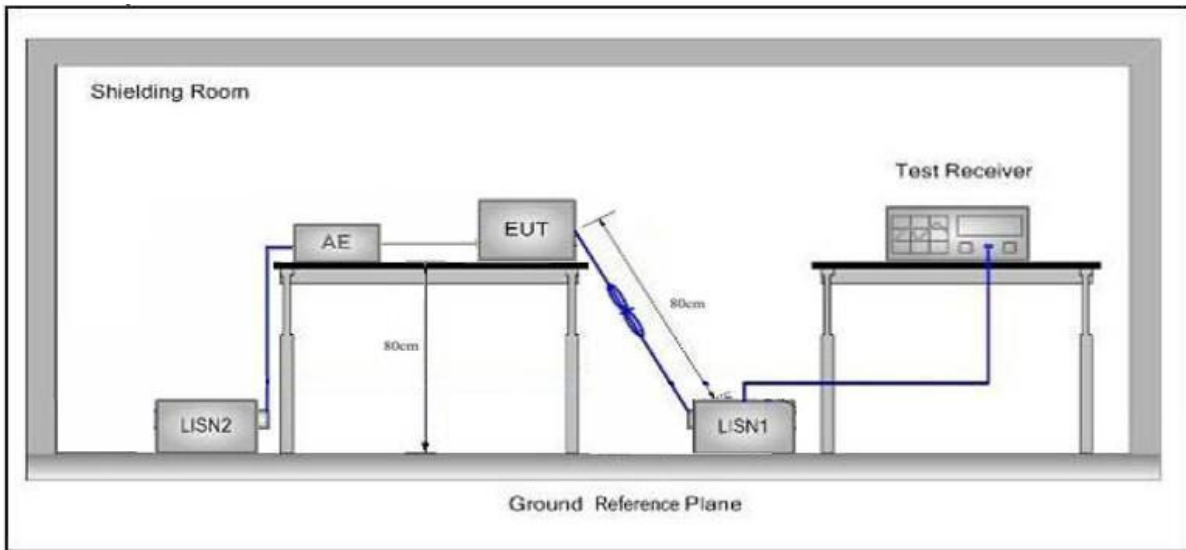 Shielding Room
Test Receiver
AE
EUT
80cm
80cm
LISN2
LISN1
Ground Reference Plane